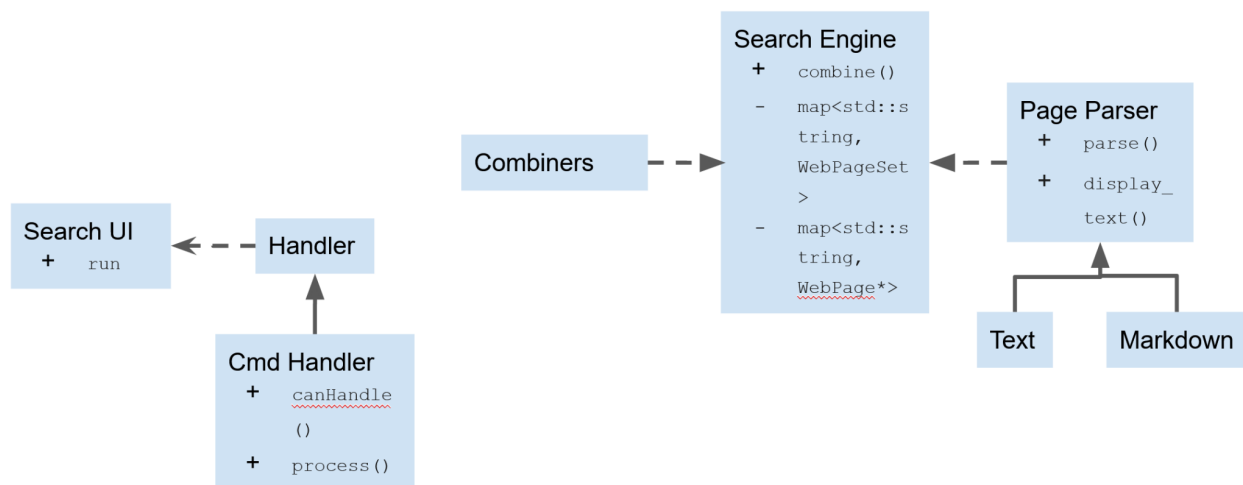 Search Engine
+ combine()
- map<std::s
tring,
WebPageSet
>
- map<std::s
tring,
WebPage*>
Combiners
Page Parser
+ parse()
+ display_
text()
Text
Markdown
Search UI
+ run
Handler
Cmd Handler
+ canHandle
()
+ process()